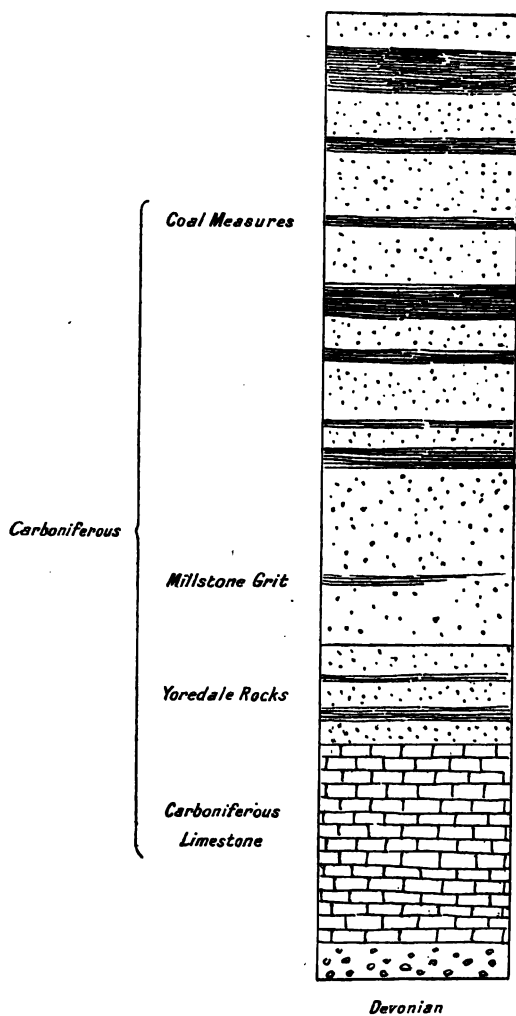 Coal Measures
Carboniferous
Millstone Grit
Yoredale Rocks
Carboniferous
Limestone
Devonian